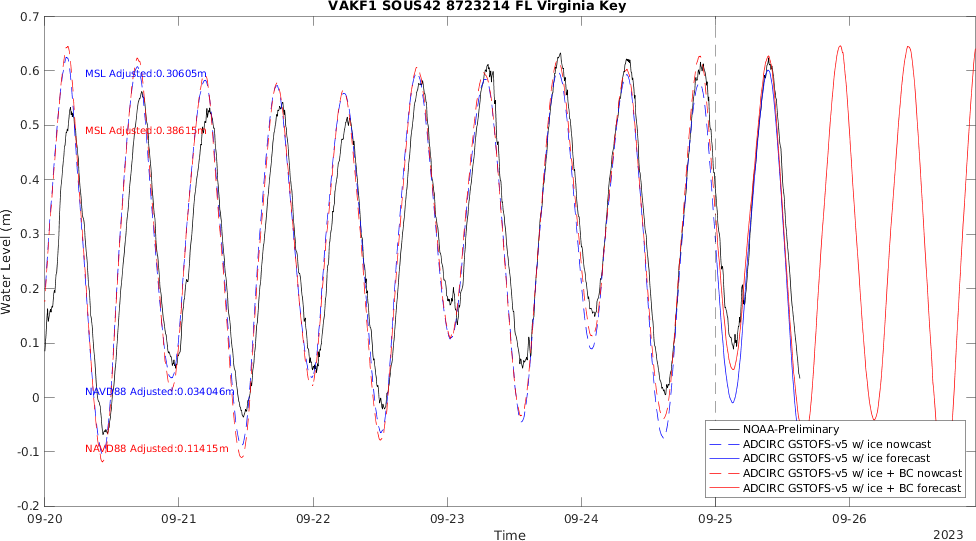 VAKF1 SOUS42 8723214 FL Virginia Key
0.7
0.6
0.5
0.4
0.3
0.2
0.1
0
-0.1
-0.2
Water Level (m)
MSL Adjusted:0.30605m
MSL Adjusted:0.38615m
NAVD88 Adjusted:0.034046m
NAVD88 Adjusted:0.11415m
NOAA-Preliminary
ADCIRC GSTOFS-v5 w/ ice nowcast
ADCIRC GSTOFS-v5 w/ ice forecast
ADCIRC GSTOFS-v5 w/ ice + BC nowcast
ADCIRC GSTOFS-v5 w/ ice + BC forecast
09-20 09-21 09-22 09-23 09-24 09-25 09-26
Time
2023